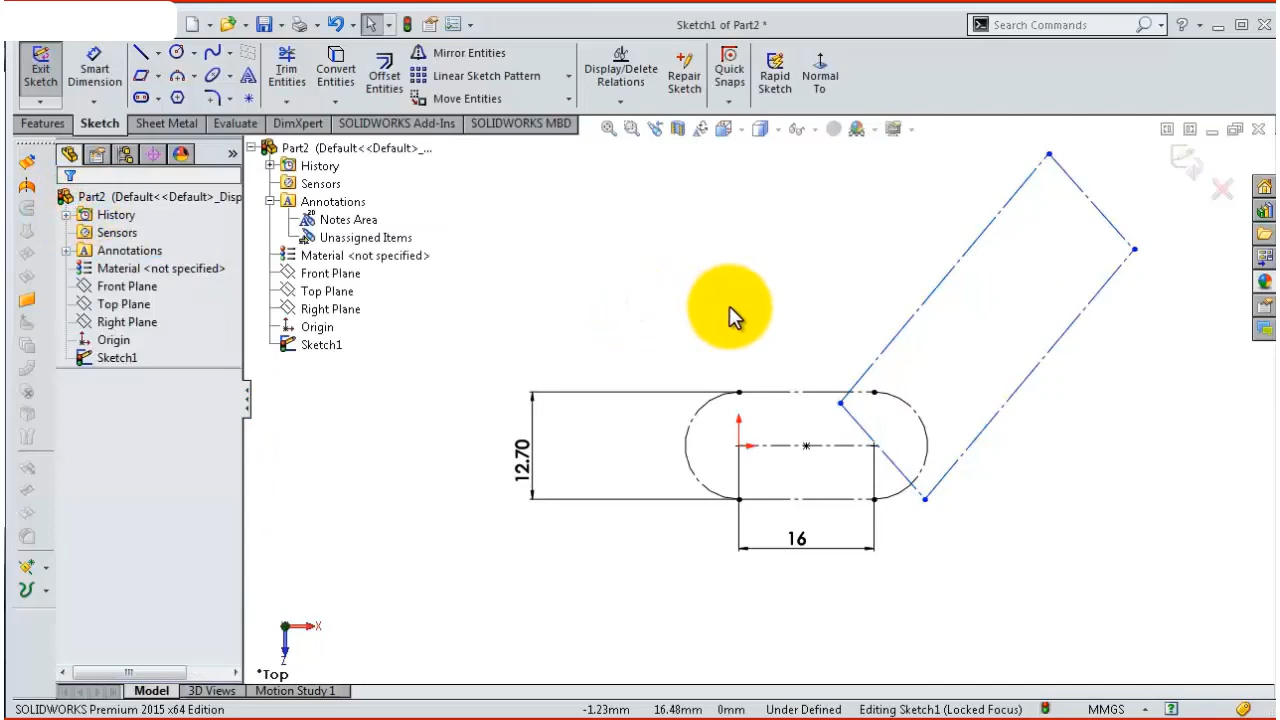 Sketch1 of Part2 *
Search Commands
Exit Sketch
Smart Dimension
Trim Entities
Convert Entities
Offset Entities
Mirror Entities
Linear Sketch Pattern
Move Entities
Display/Delete Relations
Repair Sketch
Quick Snaps
Rapid Sketch
Normal To
Features Sketch Sheet Metal Evaluate DimXpert SOLIDWORKS Add-Ins SOLIDWORKS MBD
Part2 (Default<<Default>_Disp
History
Sensors
Annotations
Material <not specified>
Front Plane
Top Plane
Right Plane
Origin
Sketch1
Part2 (Default<<Default>_...
History
Sensors
Annotations
Notes Area
Unassigned Items
Material <not specified>
Front Plane
Top Plane
Right Plane
Origin
Sketch1
12.70
16
X
Z
*Top
Model 3D Views Motion Study 1
SOLIDWORKS Premium 2015 x64 Edition -1.23mm 16.48mm 0mm Under Defined Editing Sketch1 (Locked Focus) MMGS